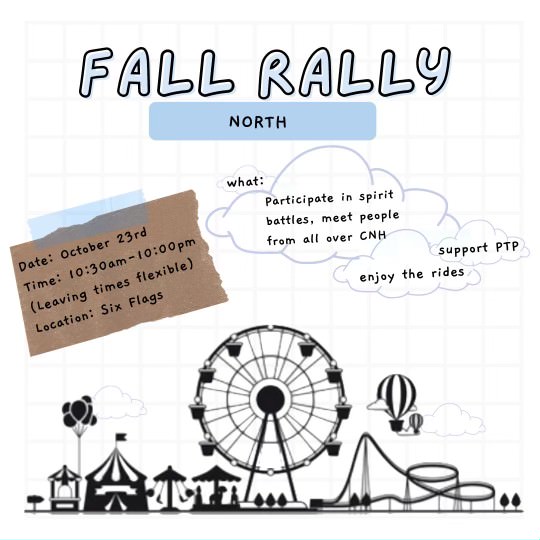 FALL RALLY
NORTH
what:
Participate in spirit
battles, meet people
from all over CNH
support PTP
enjoy the rides
Date: October 23rd
Time: 10:30am-10:00pm
(Leaving times flexible)
Location: Six Flags